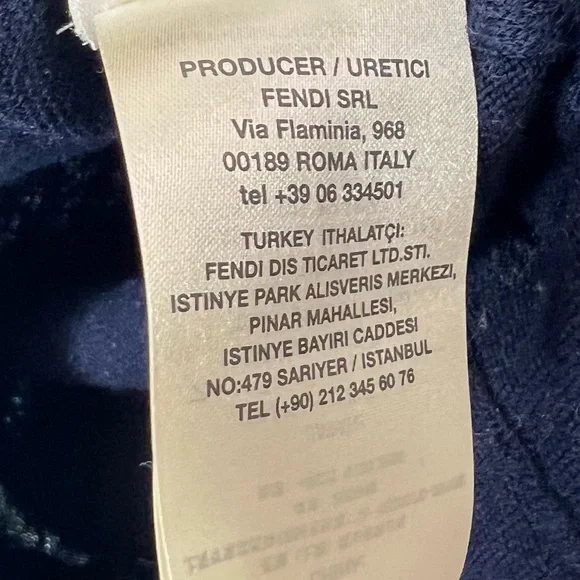 PRODUCER / URETICI
FENDI SRL
Via Flaminia, 968
00189 ROMA ITALY
tel +39 06 334501
TURKEY ITHALATÇI:
FENDI DIS TICARET LTD.STI.
ISTINYE PARK ALISVERIS MERKEZI,
PINAR MAHALLESI,
ISTINYE BAYIRI CADDESI
NO:479 SARIYER / ISTANBUL
TEL (+90) 212 345 60 76